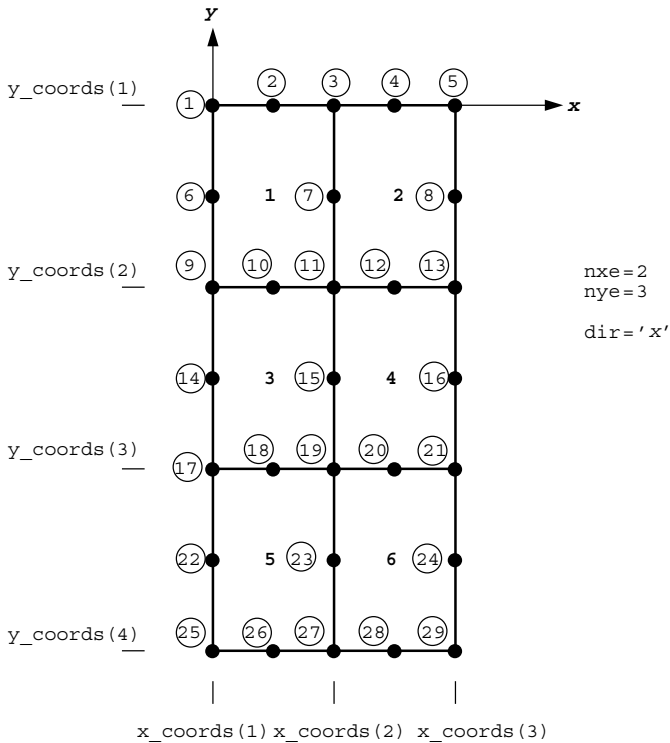 y
y_coords(1)
1 2 3 4 5
x
6 1 7 2 8
y_coords(2)
9 10 11 12 13
nxe=2
nye=3
dir='x'
14 3 15 4 16
y_coords(3)
17 18 19 20 21
22 5 23 6 24
y_coords(4)
25 26 27 28 29
x_coords(1) x_coords(2) x_coords(3)